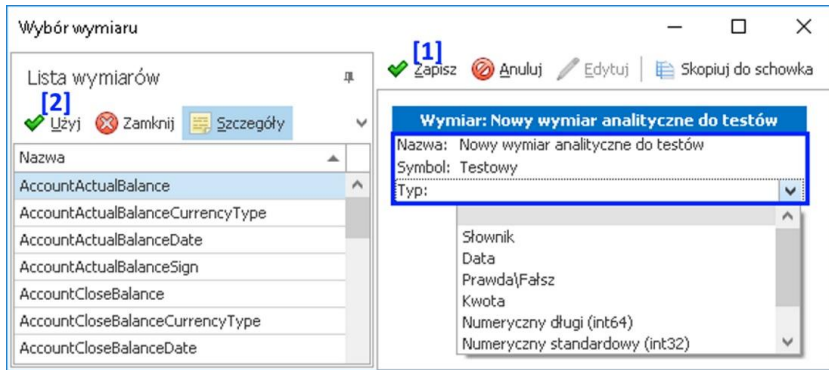 Wybór wymiaru
Lista wymiarów
[2]
Użyj Zamknij Szczegóły
Nazwa
AccountActualBalance
AccountActualBalanceCurrencyType
AccountActualBalanceDate
AccountActualBalanceSign
AccountCloseBalance
AccountCloseBalanceCurrencyType
AccountCloseBalanceDate
[1]
Zapisz Anuluj Edytuj Skopiuj do schowka
Wymiar: Nowy wymiar analityczne do testów
Nazwa: Nowy wymiar analityczne do testów
Symbol: Testowy
Typ:
Słownik
Data
Prawda\Fałsz
Kwota
Numeryczny długi (int64)
Numeryczny standardowy (int32)